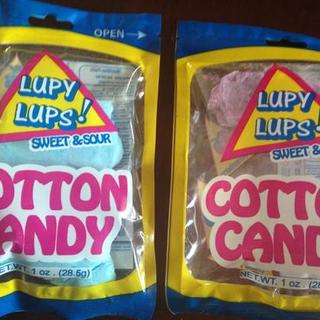 OPEN
LUPY
LUPS!
SWEET & SOUR
COTTON
CANDY
NET. WT. 1 oz. (28.5g)
LUPY
LUPS!
SWEET &
COTTO
CAND
NET.WT. 1 oz. (28